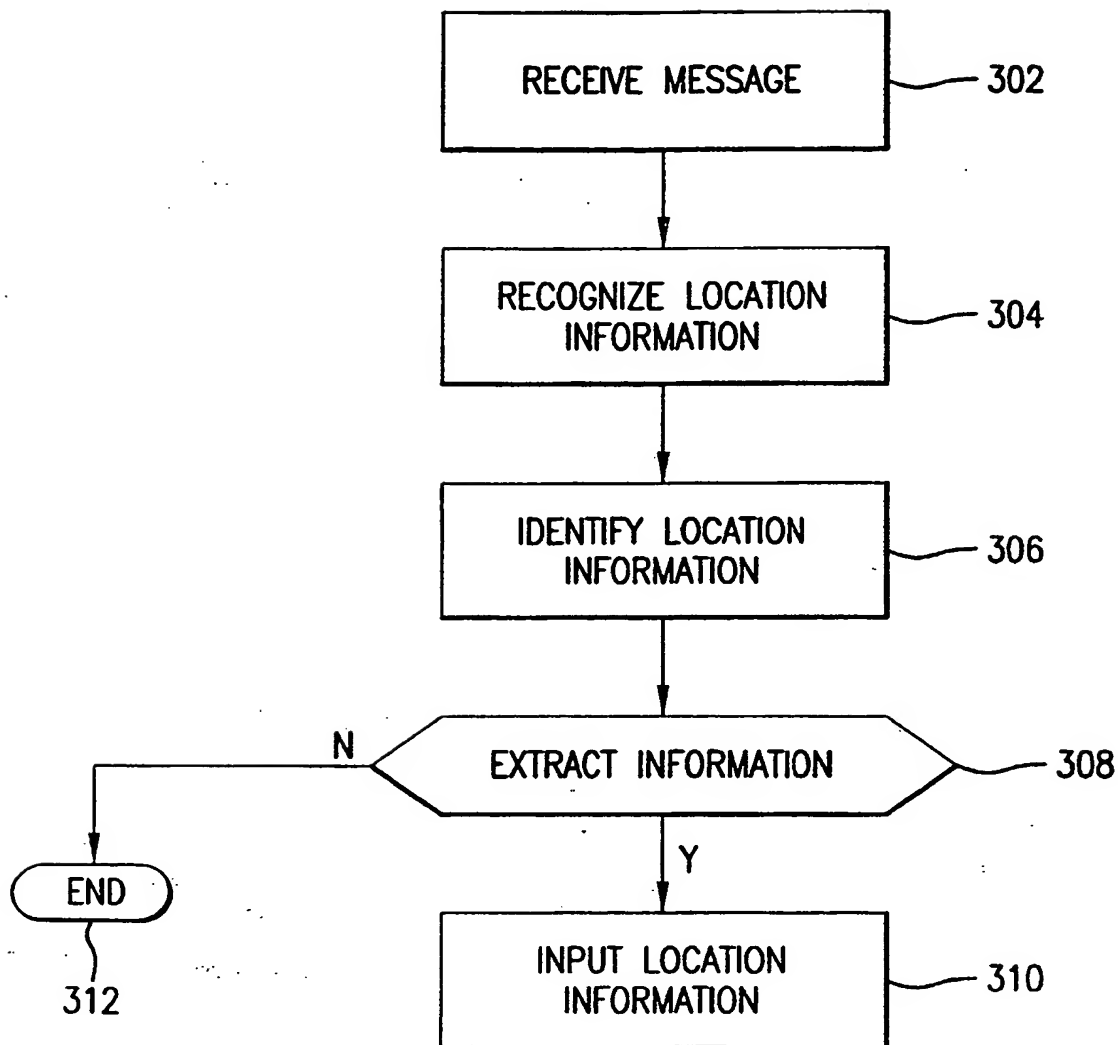 RECEIVE MESSAGE
302
RECOGNIZE LOCATION
INFORMATION
304
IDENTIFY LOCATION
INFORMATION
306
N
EXTRACT INFORMATION
308
Y
END
312
INPUT LOCATION
INFORMATION
310